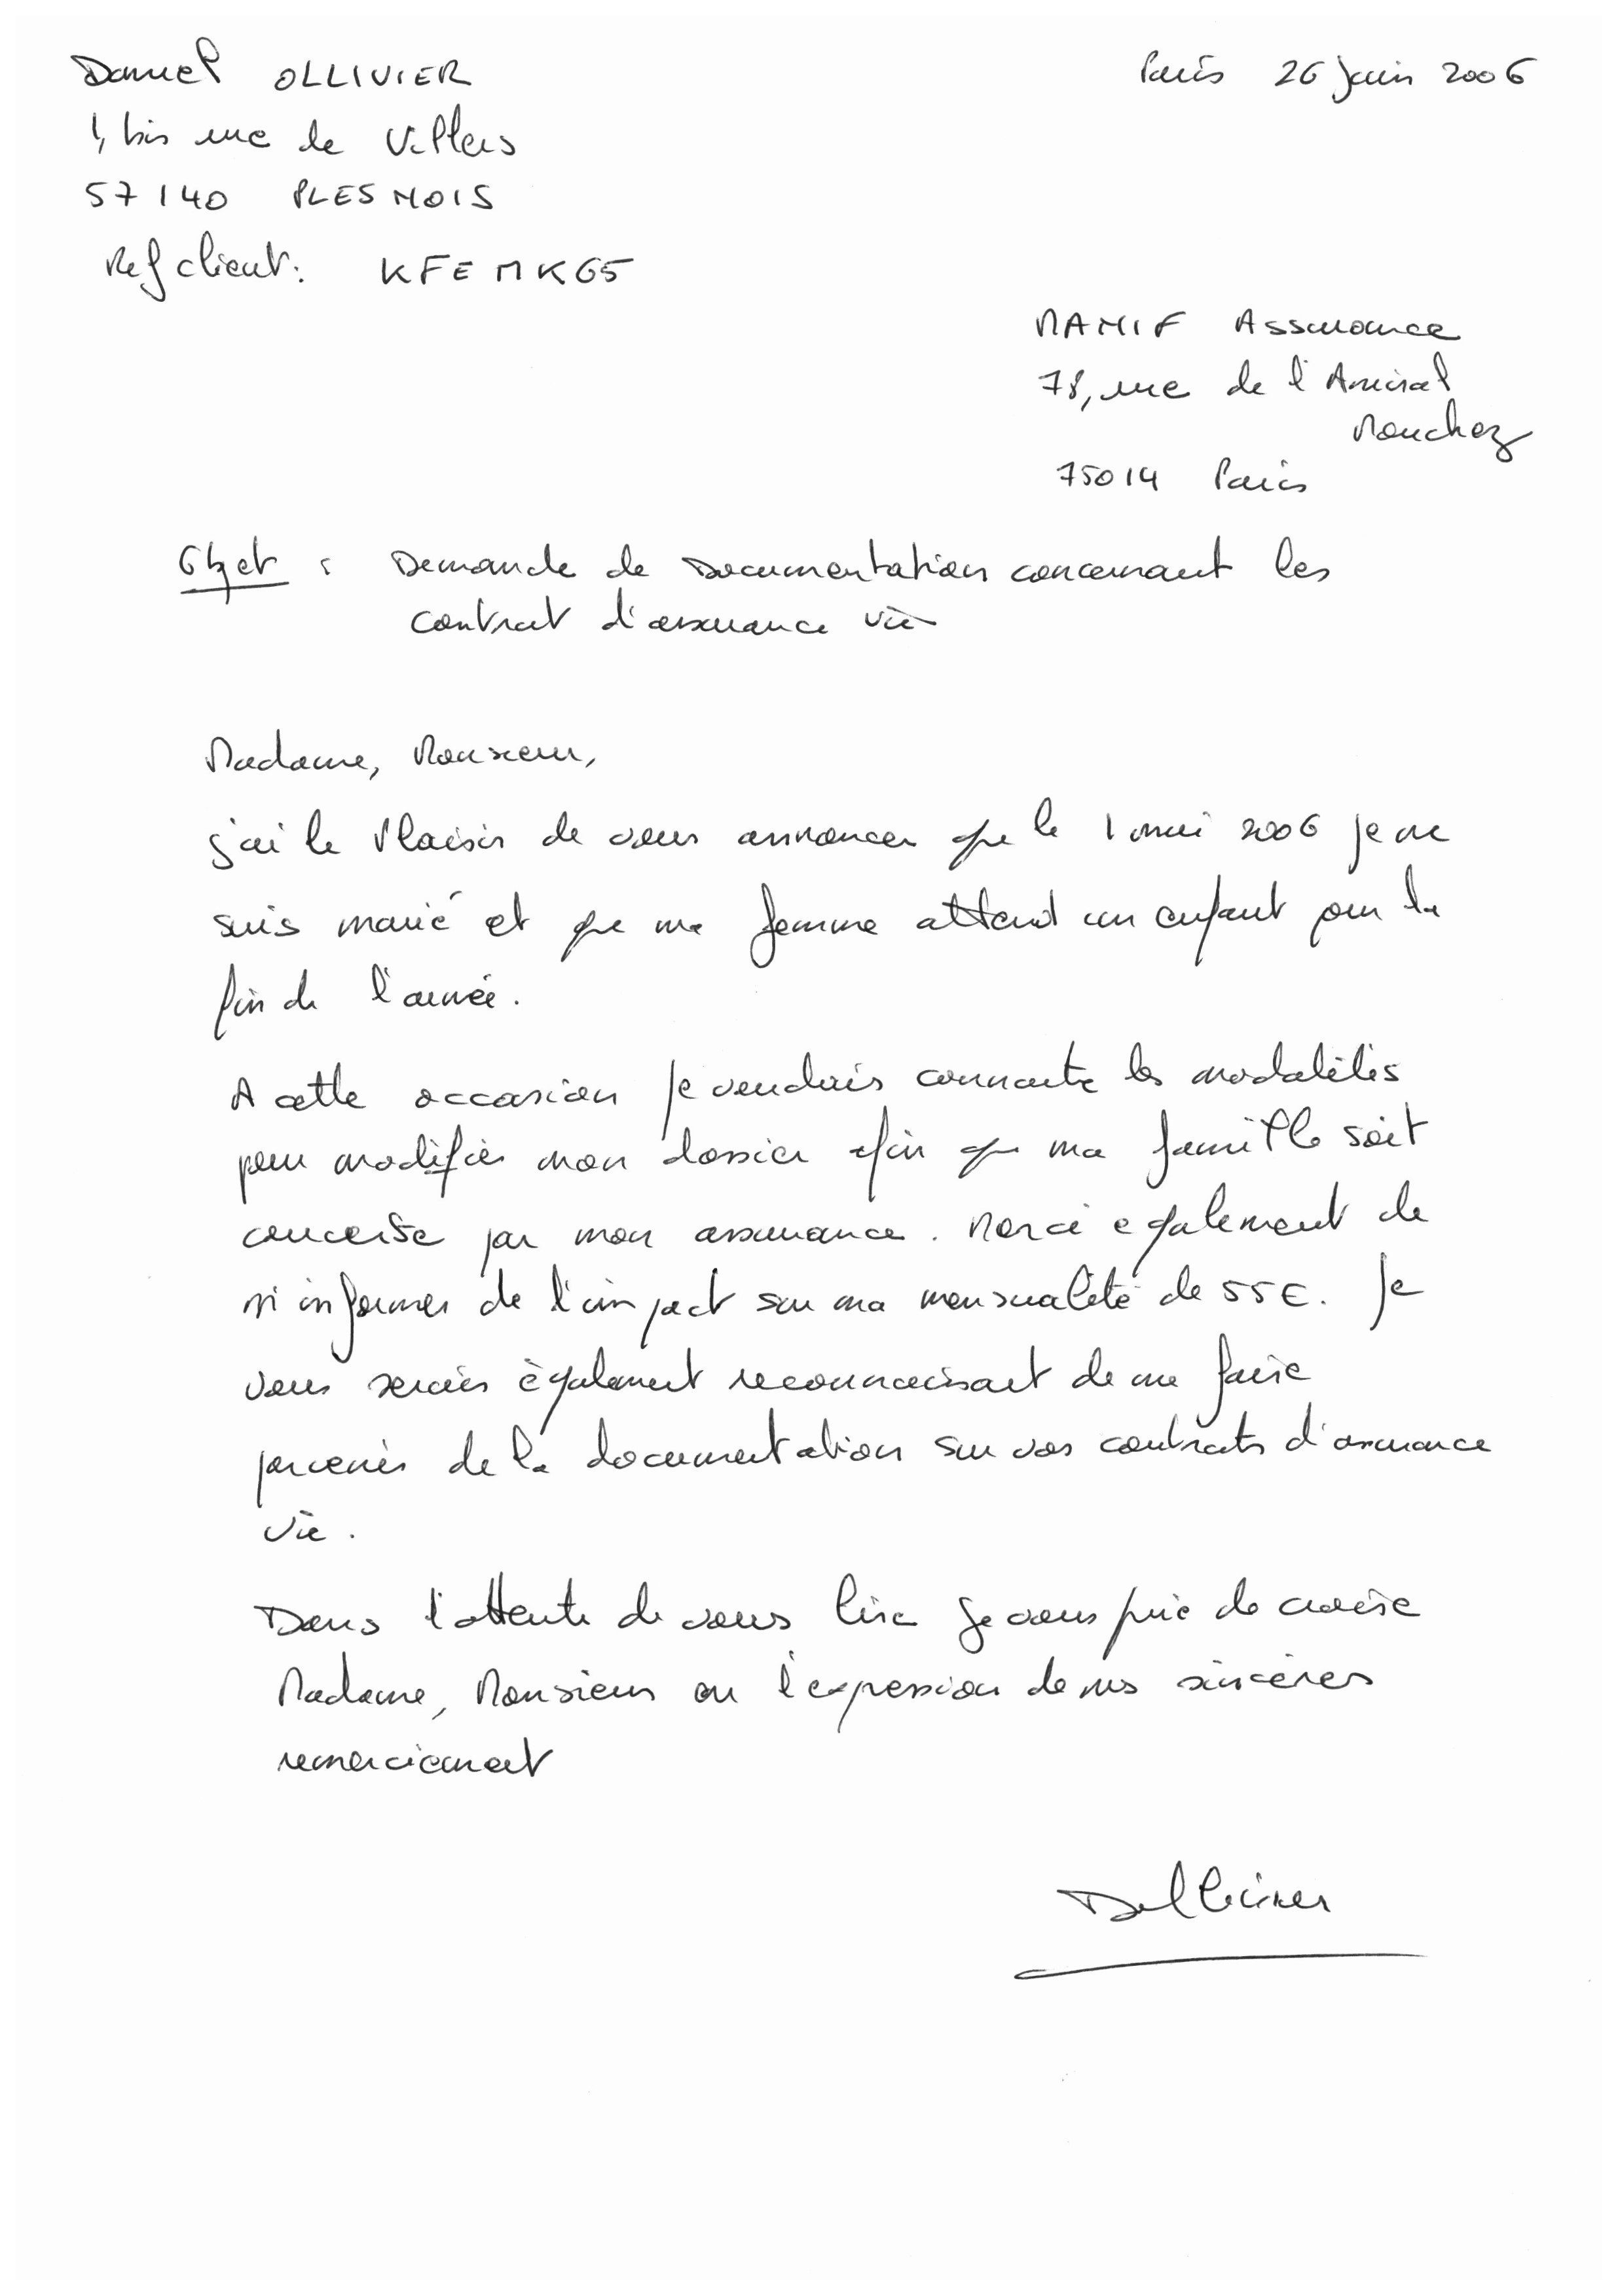 Daniel OLLIVIER
Paris 26 juin 2006
1, bis rue de Villers
57140 PLESNOIS
Ref client: KFEMK65
MAMIF Assurance
78, rue de l'Amiral
Mouchez
75014 Paris
Objet : Demande de Documentation concernant les
contrat d'assurance vie
Madame, Monsieur,
j'ai le plaisir de vous annoncer que le 1 mai 2006 je me
suis marié et que ma femme attend un enfant pour la
fin de l'année.
A cette occasion je voudrais connaitre les modalités
pour modifier mon dossier afin que ma famille soit
par mon assurance. Merci egalement de
m'informer de l'impact sur ma mensualité de 55€. Je
vous serais également reconnaissant de me faire
parvenir de la documentation sur vos contrats d'assurance
vie.
Dans l'attente de vous lire je vous prie de croire
Madame, Monsieur en l'expression de mes sincères
remerciement